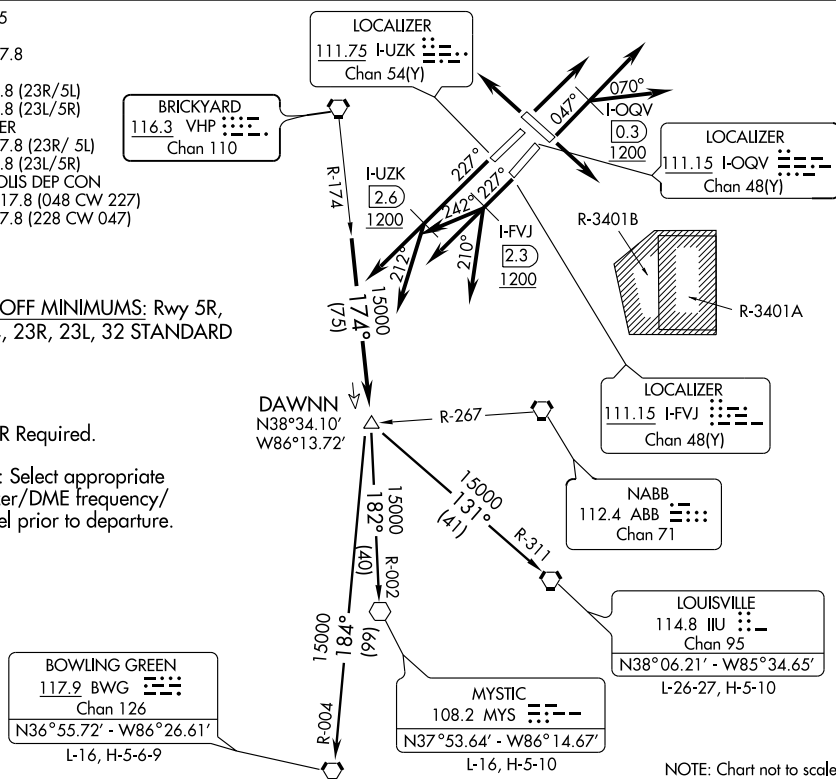 5
7.8
.8 (23R/5L)
.8 (23L/5R)
ER
7.8 (23R/ 5L)
.8 (23L/5R)
OLIS DEP CON
17.8 (048 CW 227)
7.8 (228 CW 047)
OFF MINIMUMS: Rwy 5R,
, 23R, 23L, 32 STANDARD
R Required.
: Select appropriate
er/DME frequency/
el prior to departure.
LOCALIZER
111.75 I-UZK
Chan 54(Y)
BRICKYARD
116.3 VHP
Chan 110
R-174
I-UZK
2.6
1200
227°
242°
227°
212°
210°
I-FVJ
2.3
1200
047°
070°
I-OQV
0.3
1200
LOCALIZER
111.15 I-OQV
Chan 48(Y)
R-3401B
R-3401A
15000
174°
(75)
LOCALIZER
111.15 I-FVJ
Chan 48(Y)
DAWNN
N38°34.10'
W86°13.72'
R-267
NABB
112.4 ABB
Chan 71
15000
131°
(41)
R-311
15000
182°
(40)
R-002
15000
184°
(66)
R-004
LOUISVILLE
114.8 IIU
Chan 95
N38°06.21' - W85°34.65'
L-26-27, H-5-10
BOWLING GREEN
117.9 BWG
Chan 126
N36°55.72' - W86°26.61'
L-16, H-5-6-9
MYSTIC
108.2 MYS
N37°53.64' - W86°14.67'
L-16, H-5-10
NOTE: Chart not to scale